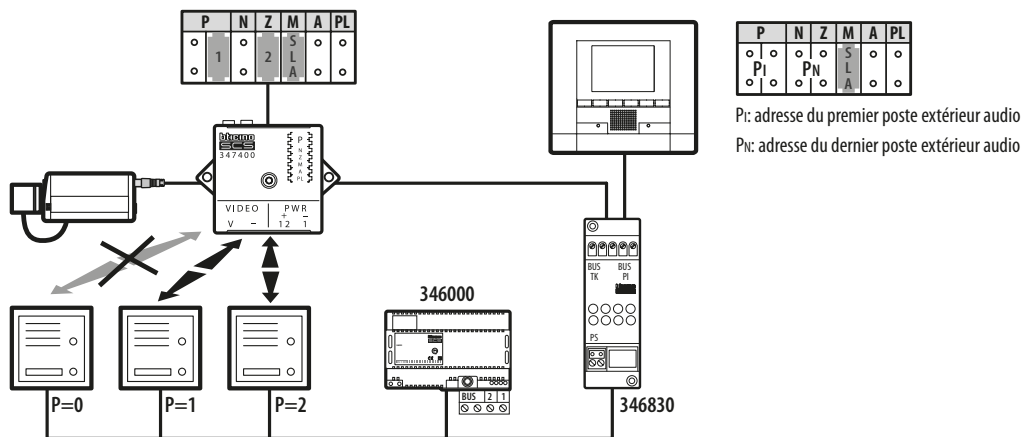 P N Z M A PL
1 2 SLA
P N Z M A PL
PI PN SLA
PI: adresse du premier poste extérieur audio
PN: adresse du dernier poste extérieur audio
bticino
SCS
347400
P
N
Z
M
A
PL
VIDEO PWR
V - + 12 - 1
BUS TK BUS PI
PS
346830
346000
BUS 2 1
P=0 P=1 P=2